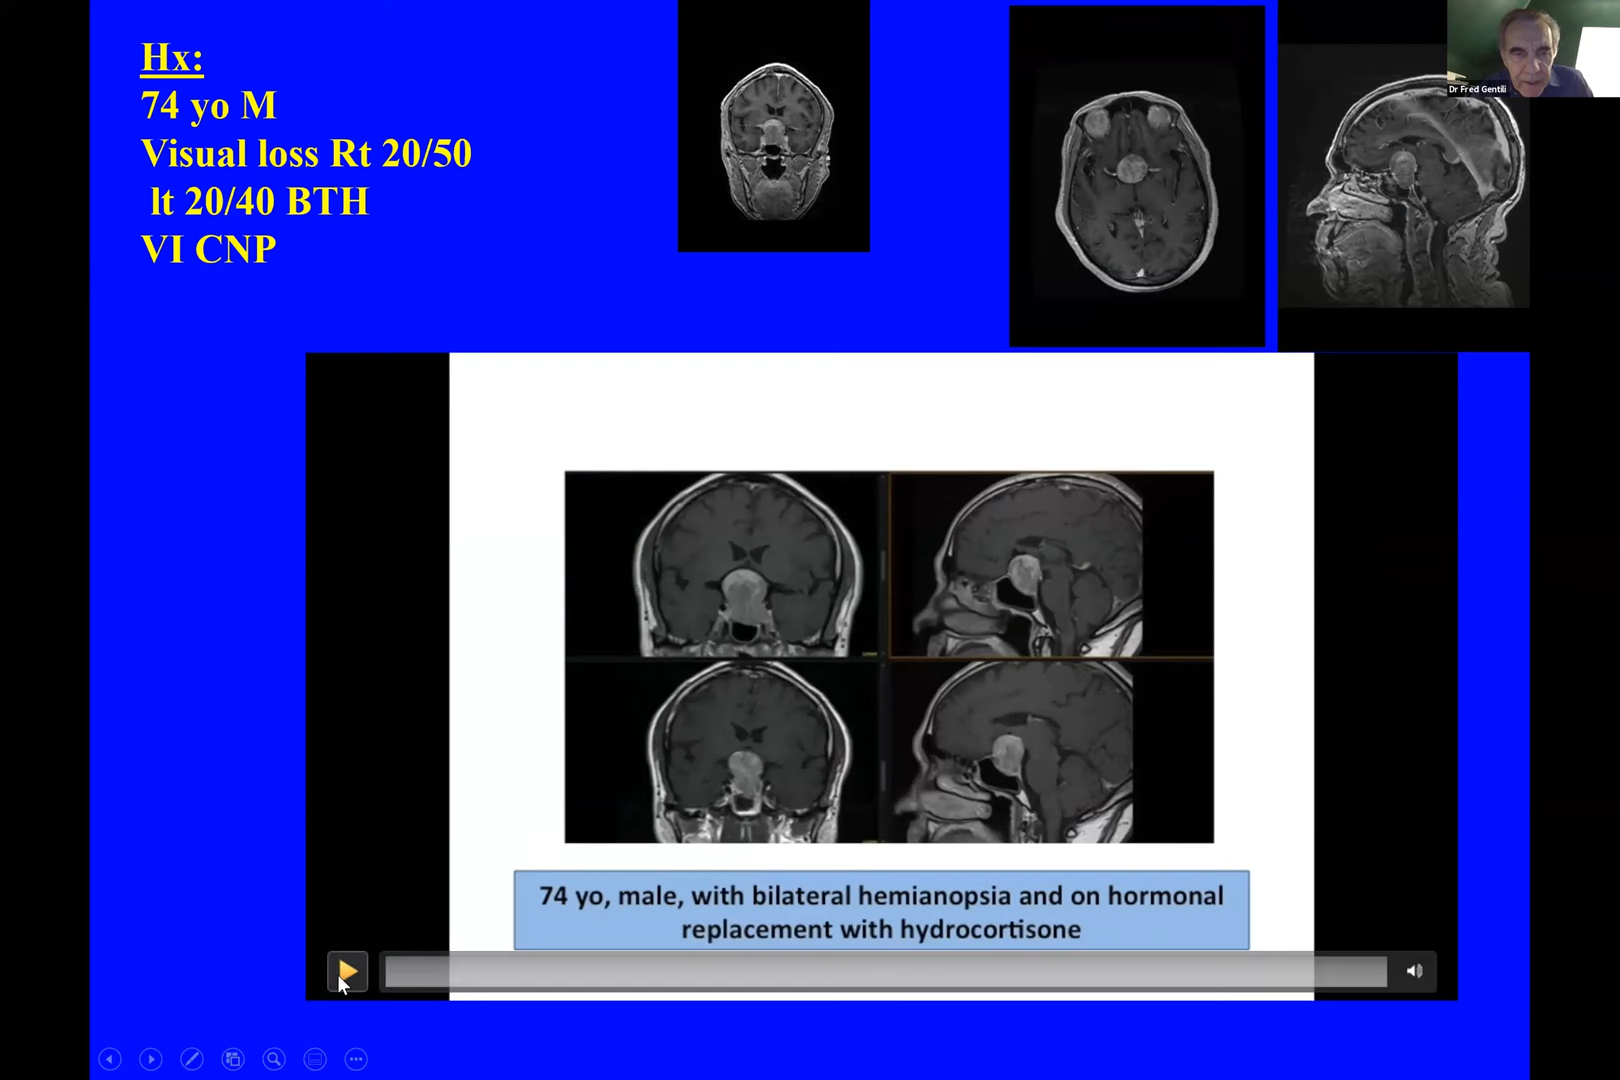 Hx:
74 yo M
Visual loss Rt 20/50
lt 20/40 BTH
VI CNP
Dr Fred Gentili
74 yo, male, with bilateral hemianopsia and on hormonal
replacement with hydrocortisone